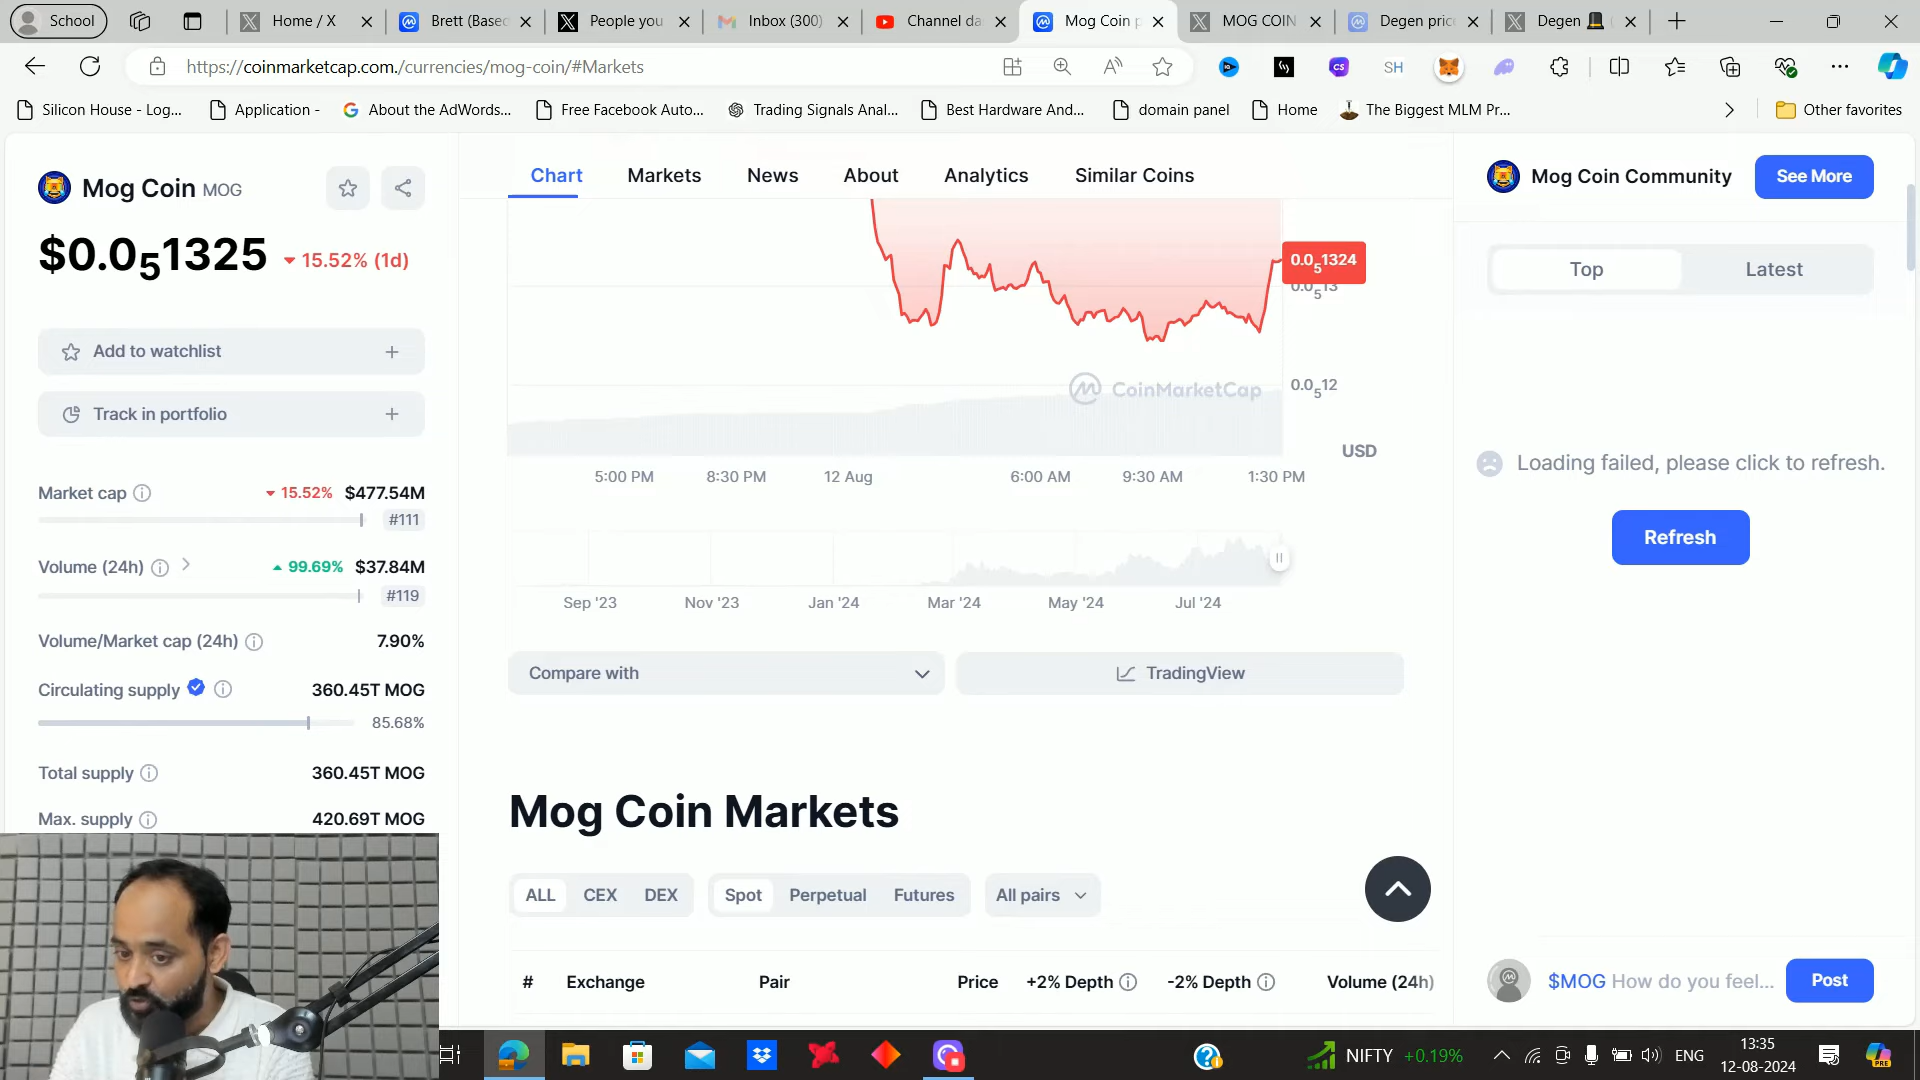 School
Home / X
Brett (Based
People you
Inbox (300)
Channel da
Mog Coin p
MOG COIN
Degen pric
Degen
https://coinmarketcap.com./currencies/mog-coin/#Markets
Silicon House - Log...
Application -
About the AdWords...
Free Facebook Auto...
Trading Signals Anal...
Best Hardware And...
domain panel
Home
The Biggest MLM Pr...
Other favorites
Mog Coin MOG
$0.0₅1325 15.52% (1d)
Add to watchlist
Track in portfolio
Market cap 15.52% $477.54M
#111
Volume (24h) 99.69% $37.84M
#119
Volume/Market cap (24h) 7.90%
Circulating supply 360.45T MOG
85.68%
Total supply 360.45T MOG
Max. supply 420.69T MOG
Chart Markets News About Analytics Similar Coins
0.0₅1324
0.0₅13
CoinMarketCap
0.0₅12
USD
5:00 PM 8:30 PM 12 Aug 6:00 AM 9:30 AM 1:30 PM
Sep '23 Nov '23 Jan '24 Mar '24 May '24 Jul '24
Compare with
TradingView
Mog Coin Markets
ALL CEX DEX Spot Perpetual Futures All pairs
# Exchange Pair Price +2% Depth -2% Depth Volume (24h)
Mog Coin Community See More
Top Latest
Loading failed, please click to refresh.
Refresh
$MOG How do you feel... Post
NIFTY +0.19%
ENG
13:35
12-08-2024